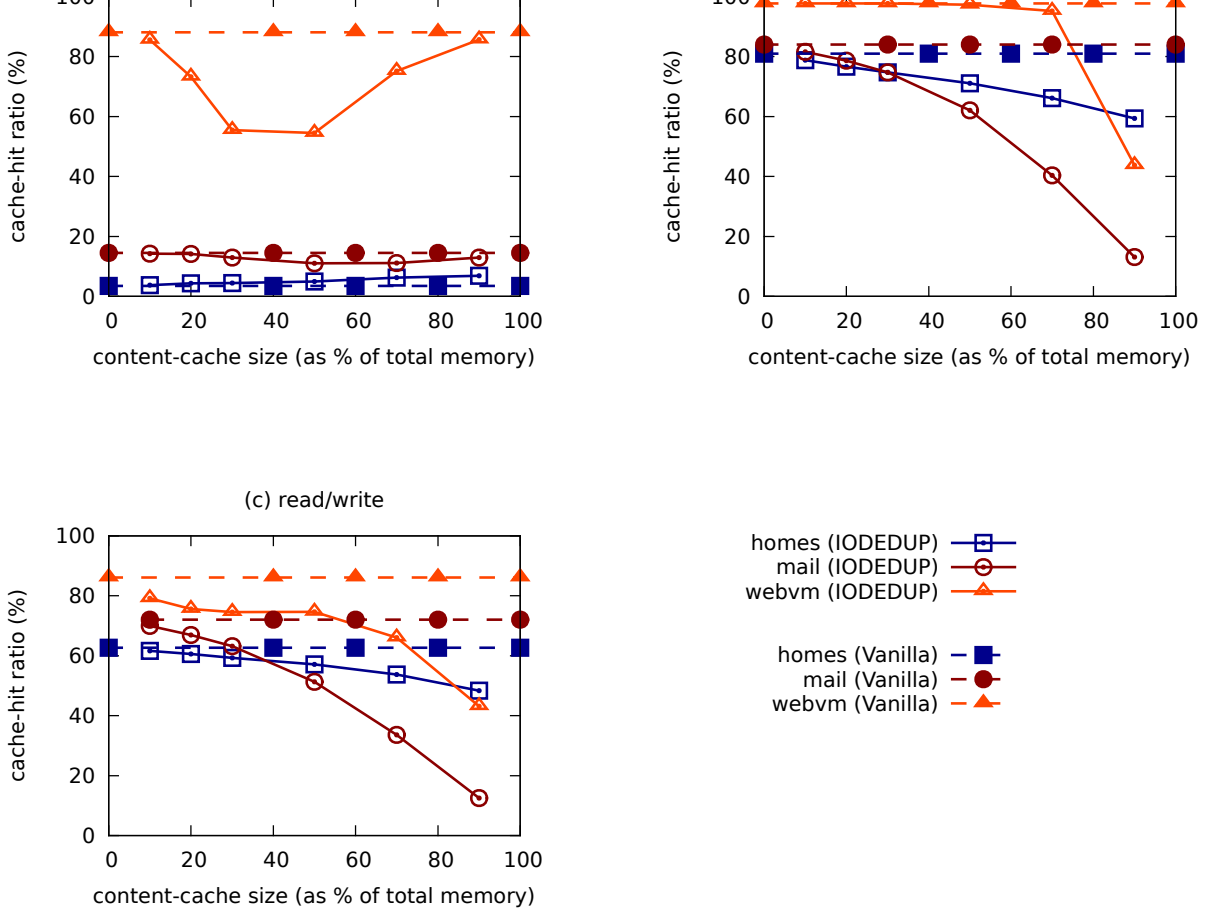 100
80
60
40
20
0
cache-hit ratio (%)
0 20 40 60 80 100
content-cache size (as % of total memory)
100
80
60
40
20
0
cache-hit ratio (%)
0 20 40 60 80 100
content-cache size (as % of total memory)
(c) read/write
100
80
60
40
20
0
cache-hit ratio (%)
0 20 40 60 80 100
content-cache size (as % of total memory)
homes (IODEDUP)
mail (IODEDUP)
webvm (IODEDUP)
homes (Vanilla)
mail (Vanilla)
webvm (Vanilla)